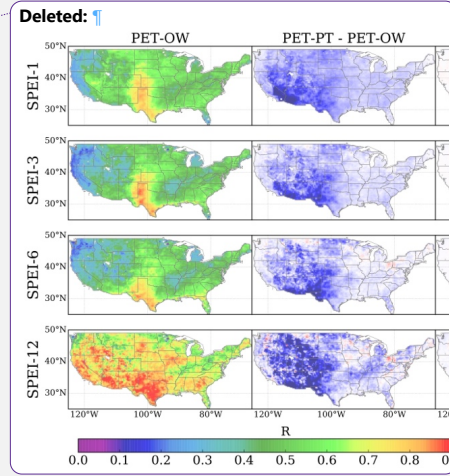 Deleted: ¶
PET-OW PET-PT - PET-OW
50°N
SPEI-1
40°N
30°N
50°N
SPEI-3
40°N
30°N
50°N
SPEI-6
40°N
30°N
50°N
SPEI-12
40°N
30°N
120°W 100°W 80°W 120°W 100°W 80°W
R
0.0 0.1 0.2 0.3 0.4 0.5 0.6 0.7 0.8